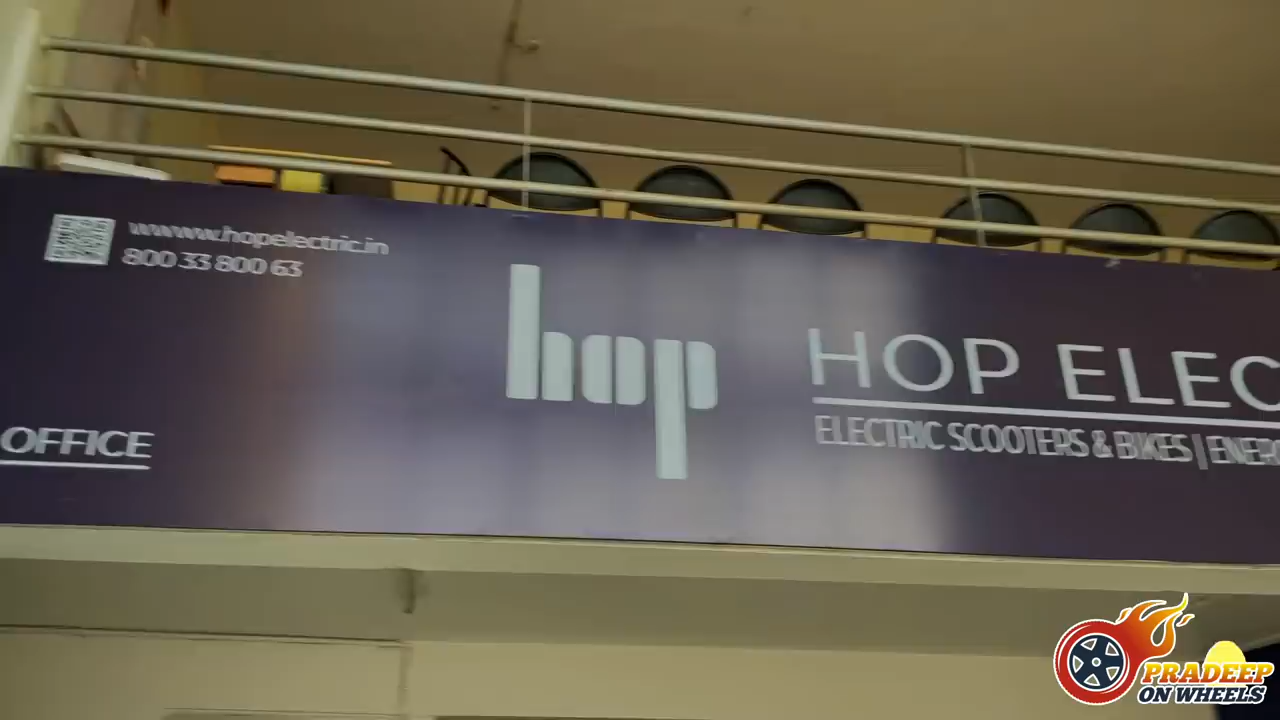 www.hopelectric.in
800 33 800 63
OFFICE
hop
HOP ELEC
ELECTRIC SCOOTERS & BIKES | ENER
PRADEEP
ON WHEELS